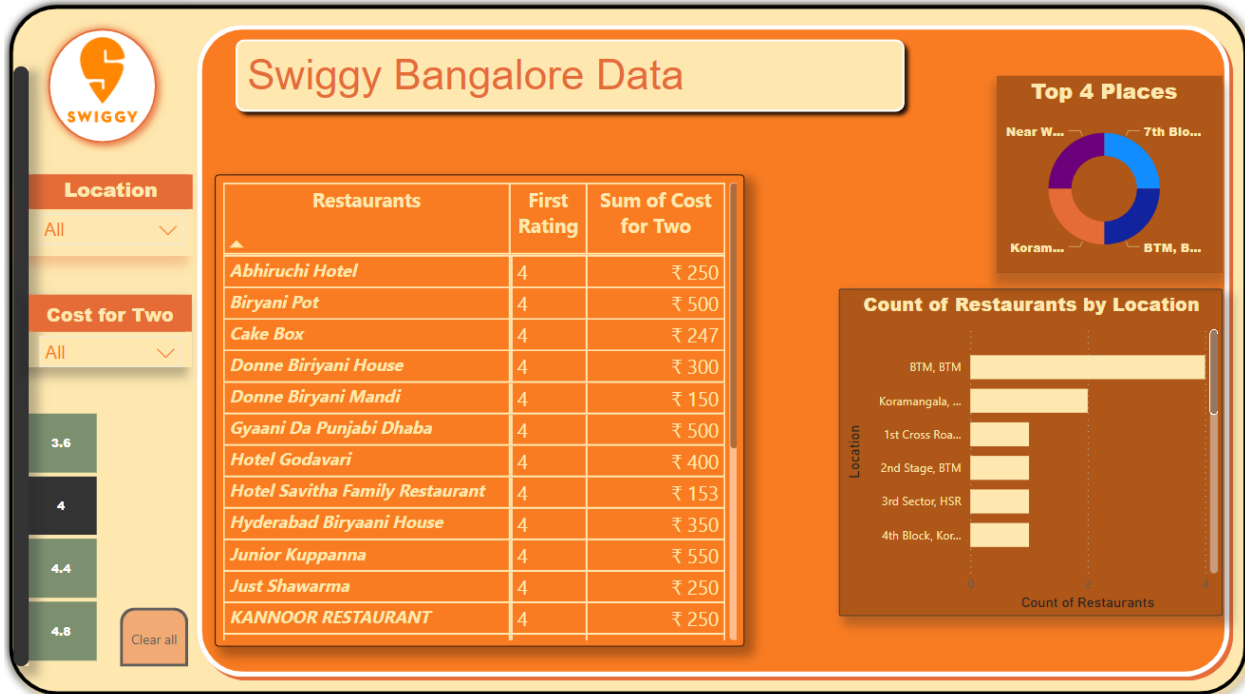 SWIGGY
Swiggy Bangalore Data
Location
All
Cost for Two
All
3.6
4
4.4
4.8
Clear all
Restaurants First Rating Sum of Cost for Two
Abhiruchi Hotel 4 ₹ 250
Biryani Pot 4 ₹ 500
Cake Box 4 ₹ 247
Donne Biriyani House 4 ₹ 300
Donne Biryani Mandi 4 ₹ 150
Gyaani Da Punjabi Dhaba 4 ₹ 500
Hotel Godavari 4 ₹ 400
Hotel Savitha Family Restaurant 4 ₹ 153
Hyderabad Biryaani House 4 ₹ 350
Junior Kuppanna 4 ₹ 550
Just Shawarma 4 ₹ 250
KANNOOR RESTAURANT 4 ₹ 250
Top 4 Places
Near W... 7th Blo...
Koram... BTM, B...
Count of Restaurants by Location
Location
BTM, BTM
Koramangala, ...
1st Cross Roa...
2nd Stage, BTM
3rd Sector, HSR
4th Block, Kor...
0 2 4
Count of Restaurants